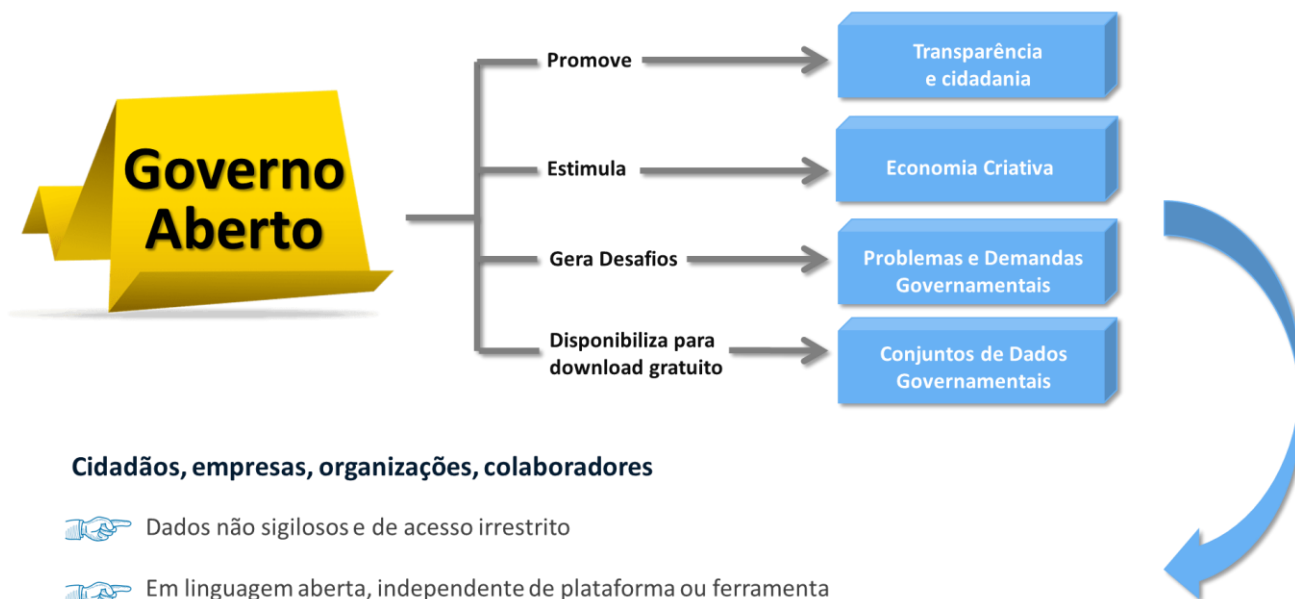 Governo
Aberto
Promove
Transparência
e cidadania
Estimula
Economia Criativa
Gera Desafios
Problemas e Demandas
Governamentais
Disponibiliza para
download gratuito
Conjuntos de Dados
Governamentais
Cidadãos, empresas, organizações, colaboradores
Dados não sigilosos e de acesso irrestrito
Em linguagem aberta, independente de plataforma ou ferramenta